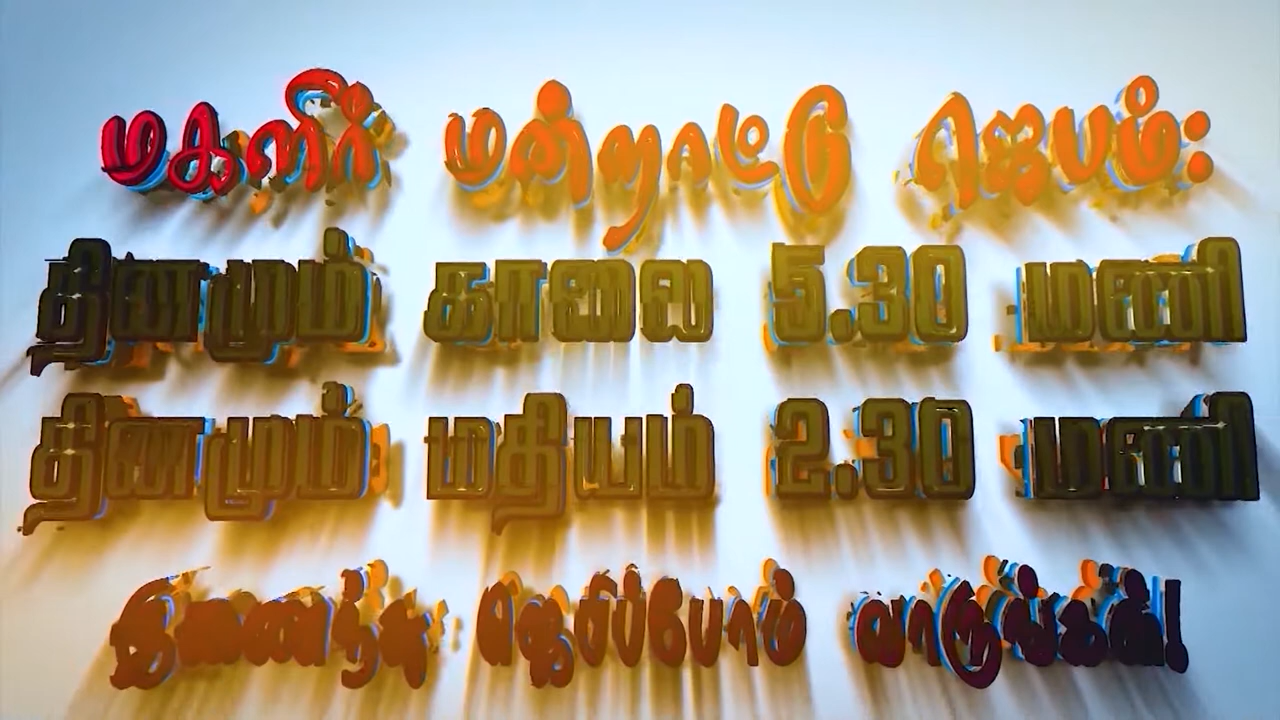 மகளிர் மன்றாட்டு ஜெபம்:
தினமும் காலை 5.30 மணி
தினமும் மதியம் 2.30 மணி
இணைந்து ஜெபிப்போம் வாருங்கள்!